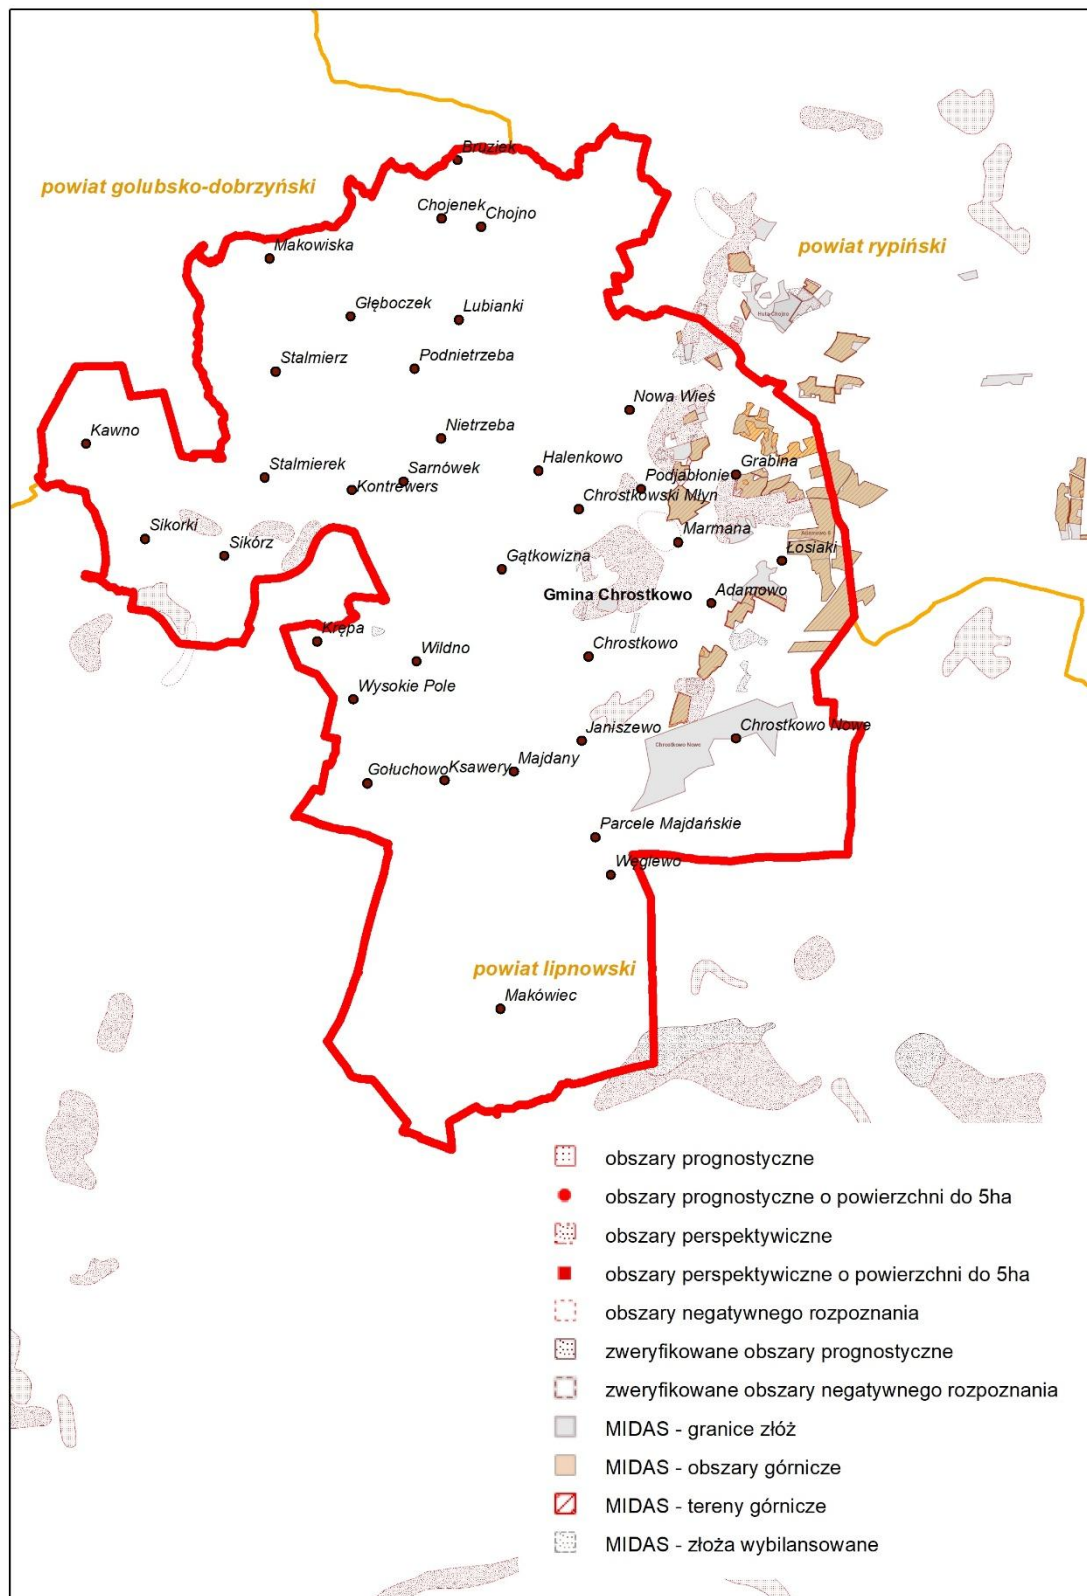 Bruziek
powiat golubsko-dobrzyński
Chojenek
Chojno
Makowiska
powiat rypiński
Głęboczek
Lubianki
Huta Chojno
Stalmierz
Podnietrzeba
Nowa Wieś
Kawno
Nietrzeba
Halenkowo
Grabina
Stalmierek
Sarnówek
Podjabłonie
Kontrewers
Chrostkowski Młyn
Sikorki
Sikórz
Marmana
Gątkowizna
Łosiaki
Gmina Chrostkowo
Adamowo
Krępa
Wildno
Chrostkowo
Wysokie Pole
Janiszewo
Chrostkowo Nowe
Chrostkowo Nowe
Gołuchowo
Ksawery
Majdany
Parcele Majdańskie
Węglewo
powiat lipnowski
Makówiec
obszary prognostyczne
obszary prognostyczne o powierzchni do 5ha
obszary perspektywiczne
obszary perspektywiczne o powierzchni do 5ha
obszary negatywnego rozpoznania
zweryfikowane obszary prognostyczne
zweryfikowane obszary negatywnego rozpoznania
MIDAS - granice złóż
MIDAS - obszary górnicze
MIDAS - tereny górnicze
MIDAS - złoża wybilansowane